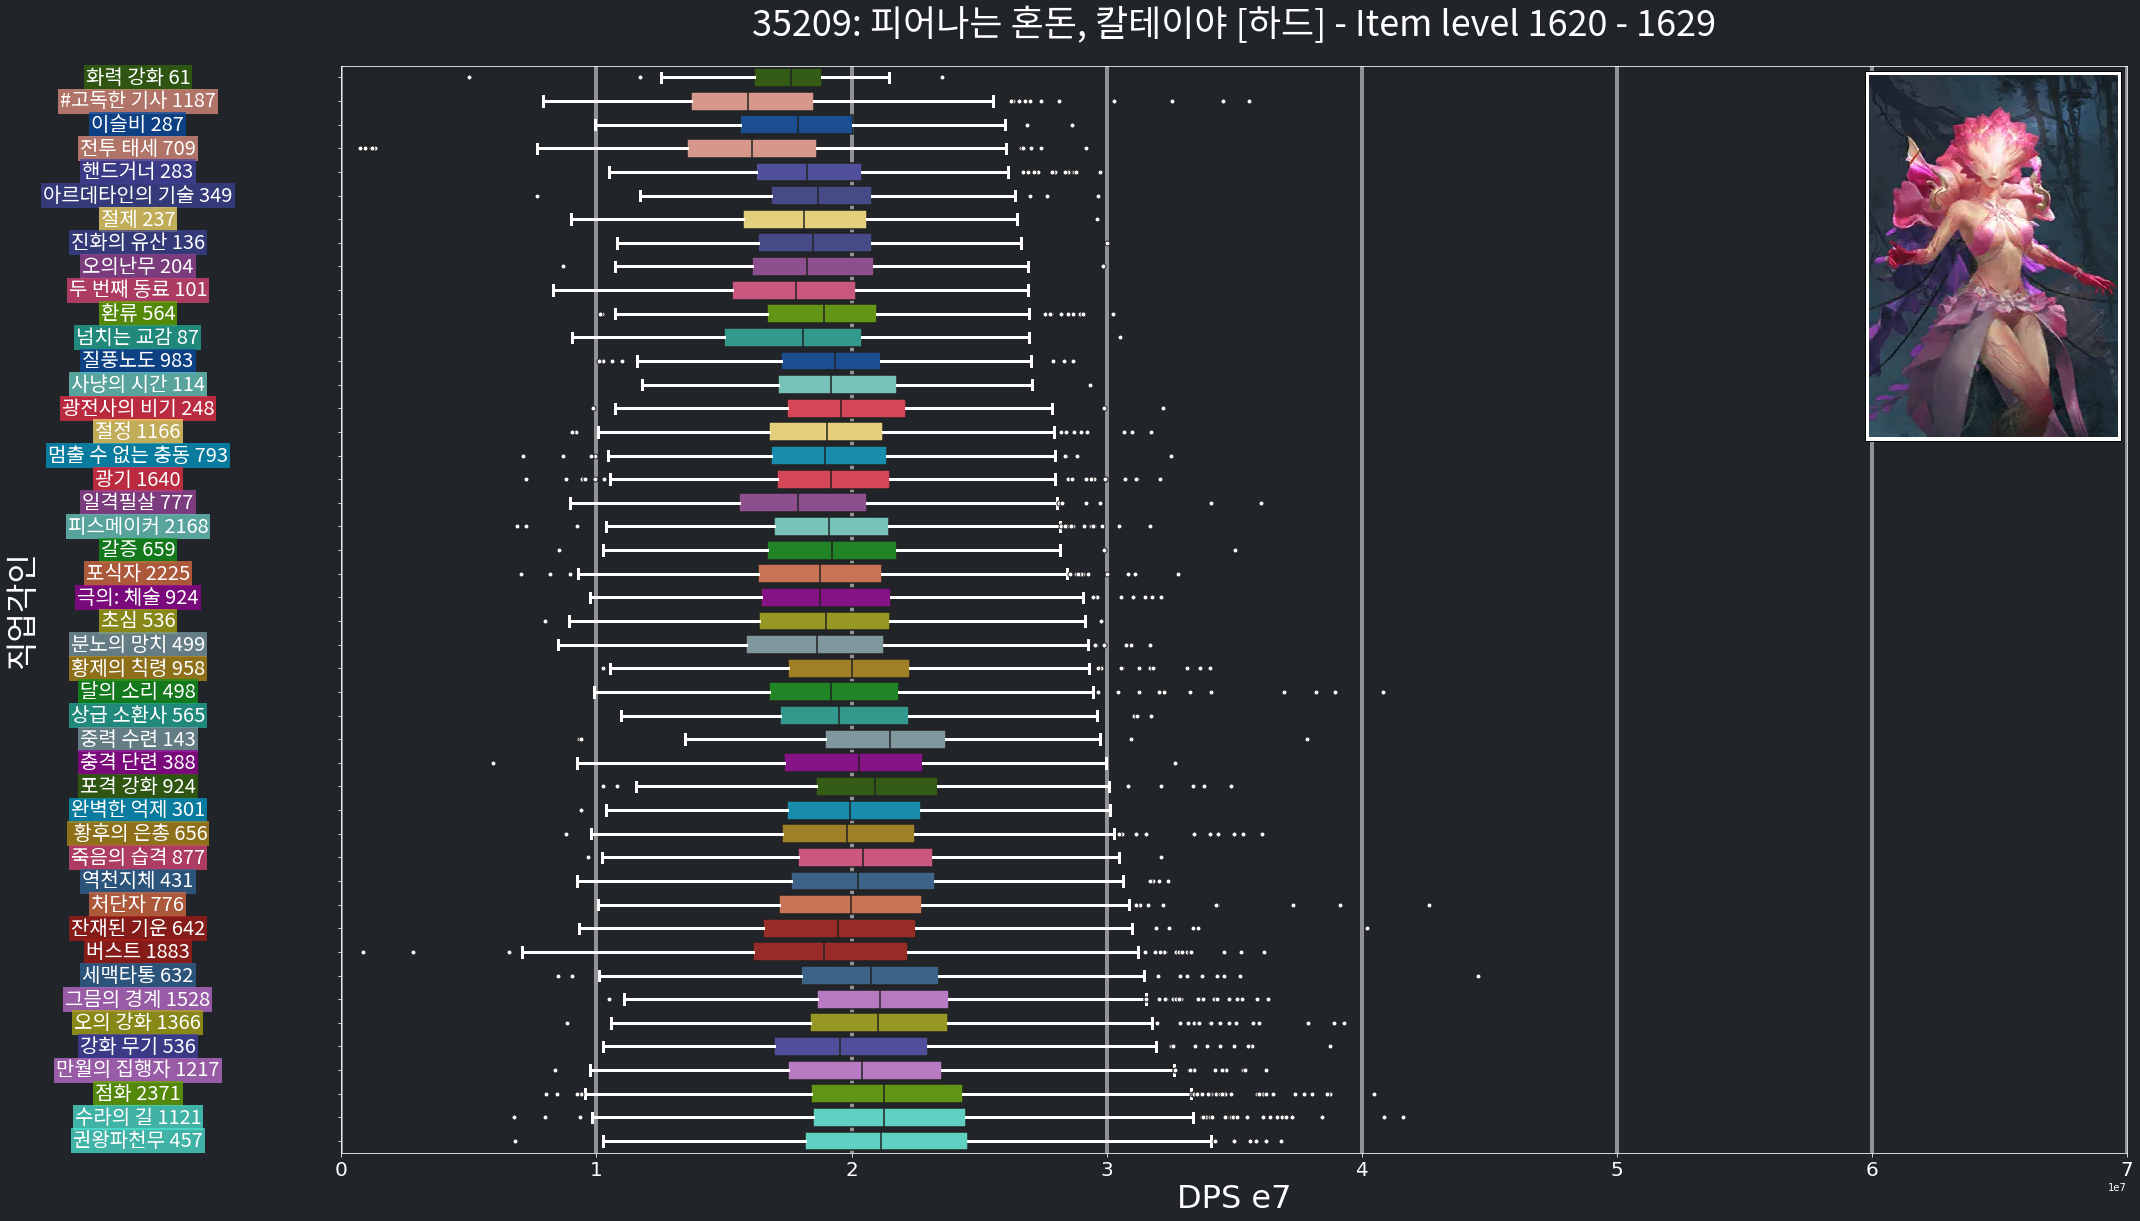 35209: 피어나는 혼돈, 칼테이야 [하드] - Item level 1620 - 1629
직업각인
화력 강화 61
#고독한 기사 1187
이슬비 287
전투 태세 709
핸드거너 283
아르데타인의 기술 349
절제 237
진화의 유산 136
오의난무 204
두 번째 동료 101
환류 564
넘치는 교감 87
질풍노도 983
사냥의 시간 114
광전사의 비기 248
절정 1166
멈출 수 없는 충동 793
광기 1640
일격필살 777
피스메이커 2168
갈증 659
포식자 2225
극의: 체술 924
초심 536
분노의 망치 499
황제의 칙령 958
달의 소리 498
상급 소환사 565
중력 수련 143
충격 단련 388
포격 강화 924
완벽한 억제 301
황후의 은총 656
죽음의 습격 877
역천지체 431
처단자 776
잔재된 기운 642
버스트 1883
세맥타통 632
그믐의 경계 1528
오의 강화 1366
강화 무기 536
만월의 집행자 1217
점화 2371
수라의 길 1121
권왕파천무 457
0 1 2 3 4 5 6 7
1e7
DPS e7